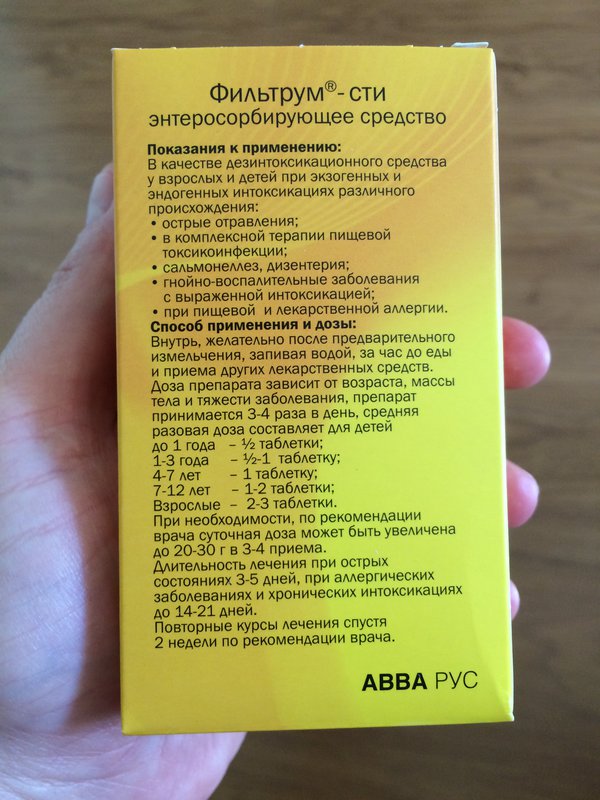 Фильтрум®-сти
энтеросорбирующее средство
Показания к применению:
В качестве дезинтоксикационного средства
у взрослых и детей при экзогенных и
эндогенных интоксикациях различного
происхождения:
• острые отравления;
• в комплексной терапии пищевой
токсикоинфекции;
• сальмонеллез, дизентерия;
• гнойно-воспалительные заболевания
с выраженной интоксикацией;
• при пищевой и лекарственной аллергии.
Способ применения и дозы:
Внутрь, желательно после предварительного
измельчения, запивая водой, за час до еды
и приема других лекарственных средств.
Доза препарата зависит от возраста, массы
тела и тяжести заболевания, препарат
принимается 3-4 раза в день, средняя
разовая доза составляет для детей
до 1 года – ½ таблетки;
1-3 года – ½-1 таблетку;
4-7 лет – 1 таблетку;
7-12 лет – 1-2 таблетки;
Взрослые – 2-3 таблетки.
При необходимости, по рекомендации
врача суточная доза может быть увеличена
до 20-30 г в 3-4 приема.
Длительность лечения при острых
состояниях 3-5 дней, при аллергических
заболеваниях и хронических интоксикациях
до 14-21 дней.
Повторные курсы лечения спустя
2 недели по рекомендации врача.
АВВА РУС